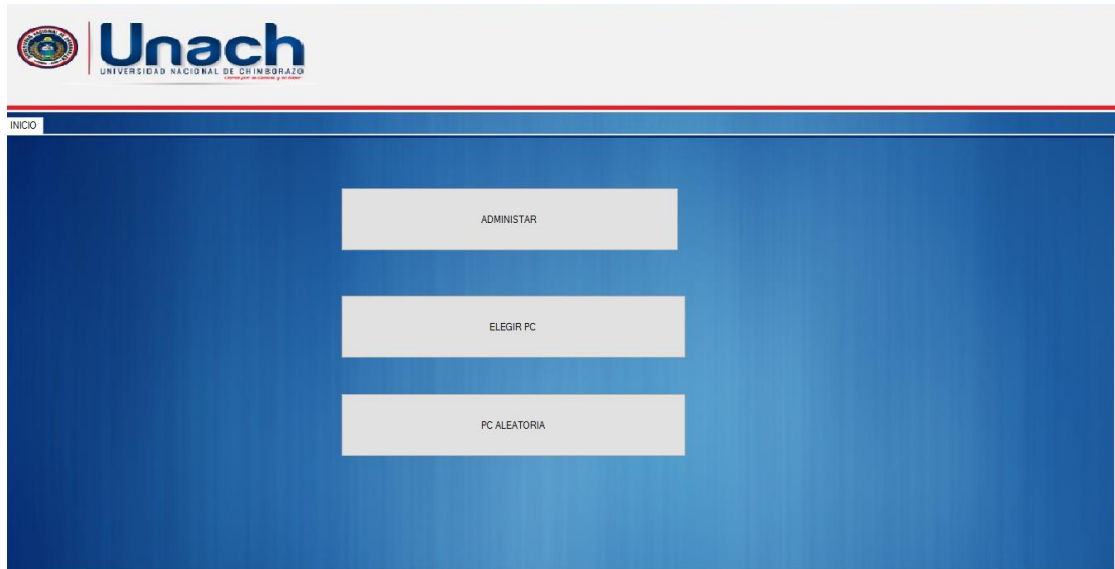 Unach
UNIVERSIDAD NACIONAL DE CHIMBORAZO
INICIO
ADMINISTAR
ELEGIR PC
PC ALEATORIA